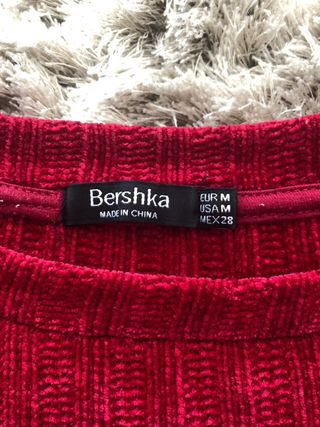 Bershka
MADE IN CHINA
EUR M
USA M
MEX 28